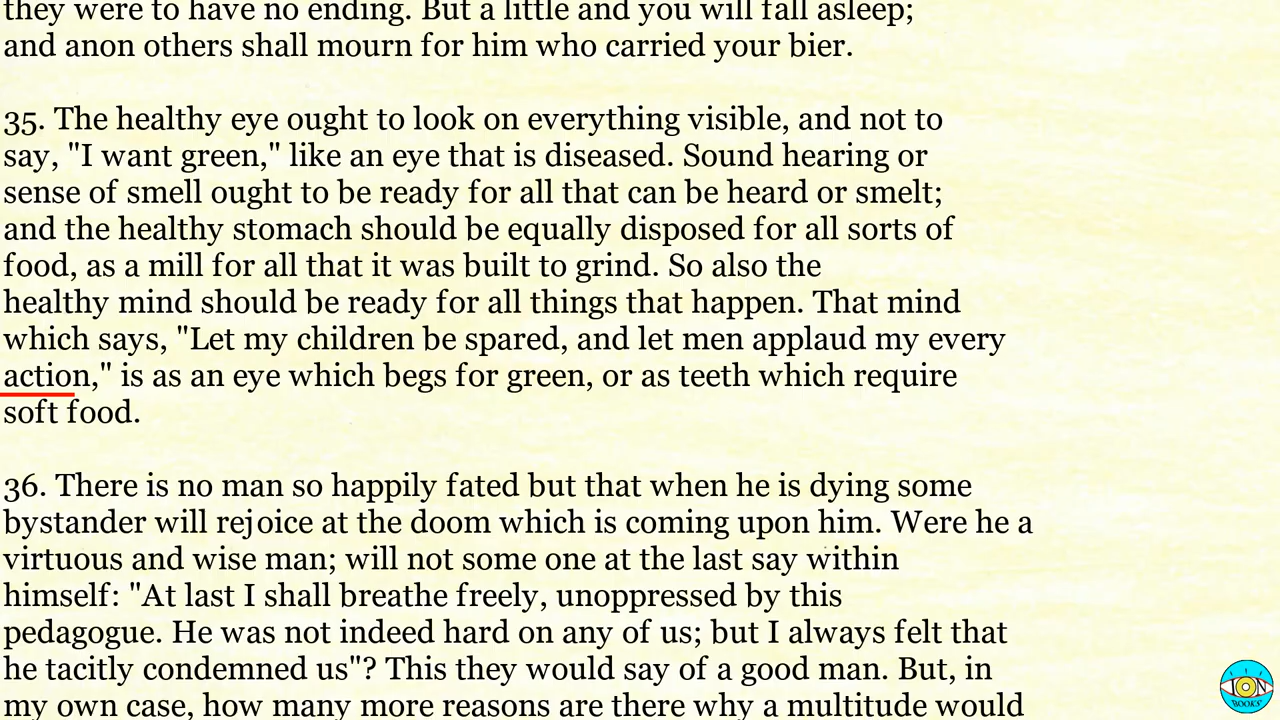 they were to have no ending. But a little and you will fall asleep;
and anon others shall mourn for him who carried your bier.
35. The healthy eye ought to look on everything visible, and not to
say, "I want green," like an eye that is diseased. Sound hearing or
sense of smell ought to be ready for all that can be heard or smelt;
and the healthy stomach should be equally disposed for all sorts of
food, as a mill for all that it was built to grind. So also the
healthy mind should be ready for all things that happen. That mind
which says, "Let my children be spared, and let men applaud my every
action," is as an eye which begs for green, or as teeth which require
soft food.
36. There is no man so happily fated but that when he is dying some
bystander will rejoice at the doom which is coming upon him. Were he a
virtuous and wise man; will not some one at the last say within
himself: "At last I shall breathe freely, unoppressed by this
pedagogue. He was not indeed hard on any of us; but I always felt that
he tacitly condemned us"? This they would say of a good man. But, in
my own case, how many more reasons are there why a multitude would
ION
BOOKS